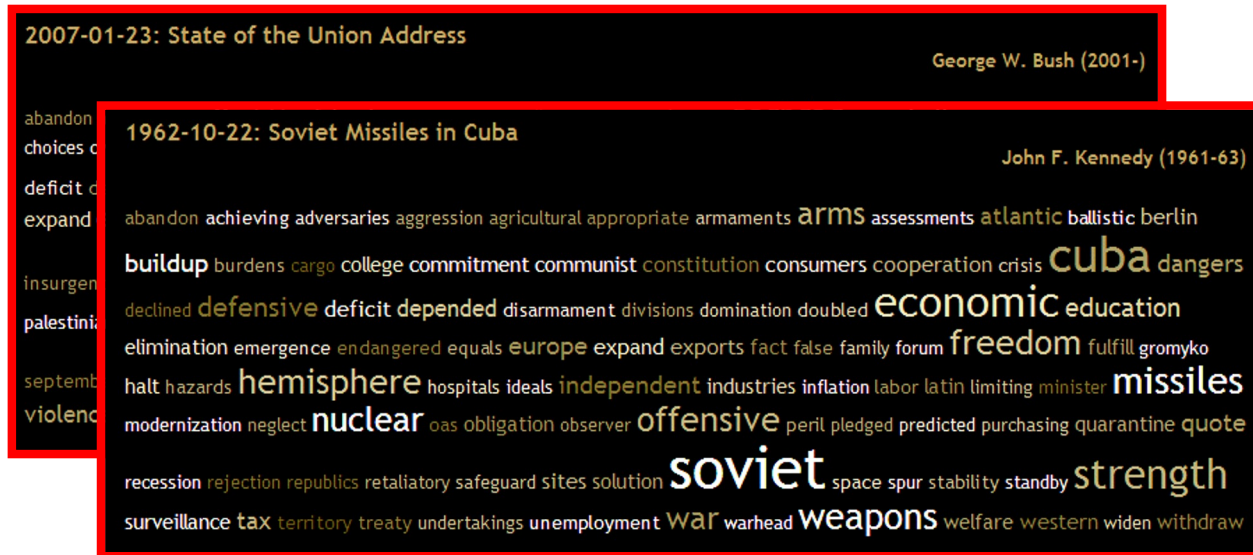 2007-01-23: State of the Union Address
George W. Bush (2001-)
abandon
choices
deficit
expand
1962-10-22: Soviet Missiles in Cuba
John F. Kennedy (1961-63)
abandon achieving adversaries aggression agricultural appropriate armaments arms assessments atlantic ballistic berlin
buildup burdens cargo college commitment communist constitution consumers cooperation crisis cuba dangers
declined defensive deficit depended disarmament divisions domination doubled economic education
elimination emergence endangered equals europe expand exports fact false family forum freedom fulfill gromyko
halt hazards hemisphere hospitals ideals independent industries inflation labor latin limiting minister missiles
modernization neglect nuclear oas obligation observer offensive peril pledged predicted purchasing quarantine quote
recession rejection republics retaliatory safeguard sites solution soviet space spur stability standby strength
surveillance tax territory treaty undertakings unemployment war warhead weapons welfare western widen withdraw